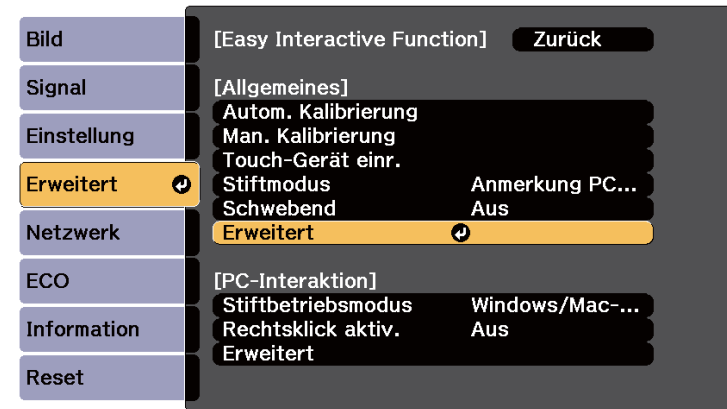 Bild
Signal
Einstellung
Erweitert
Netzwerk
ECO
Information
Reset
[Easy Interactive Function] Zurück
[Allgemeines]
Autom. Kalibrierung
Man. Kalibrierung
Touch-Gerät einr.
Stiftmodus Anmerkung PC...
Schwebend Aus
Erweitert
[PC-Interaktion]
Stiftbetriebsmodus Windows/Mac-...
Rechtsklick aktiv. Aus
Erweitert